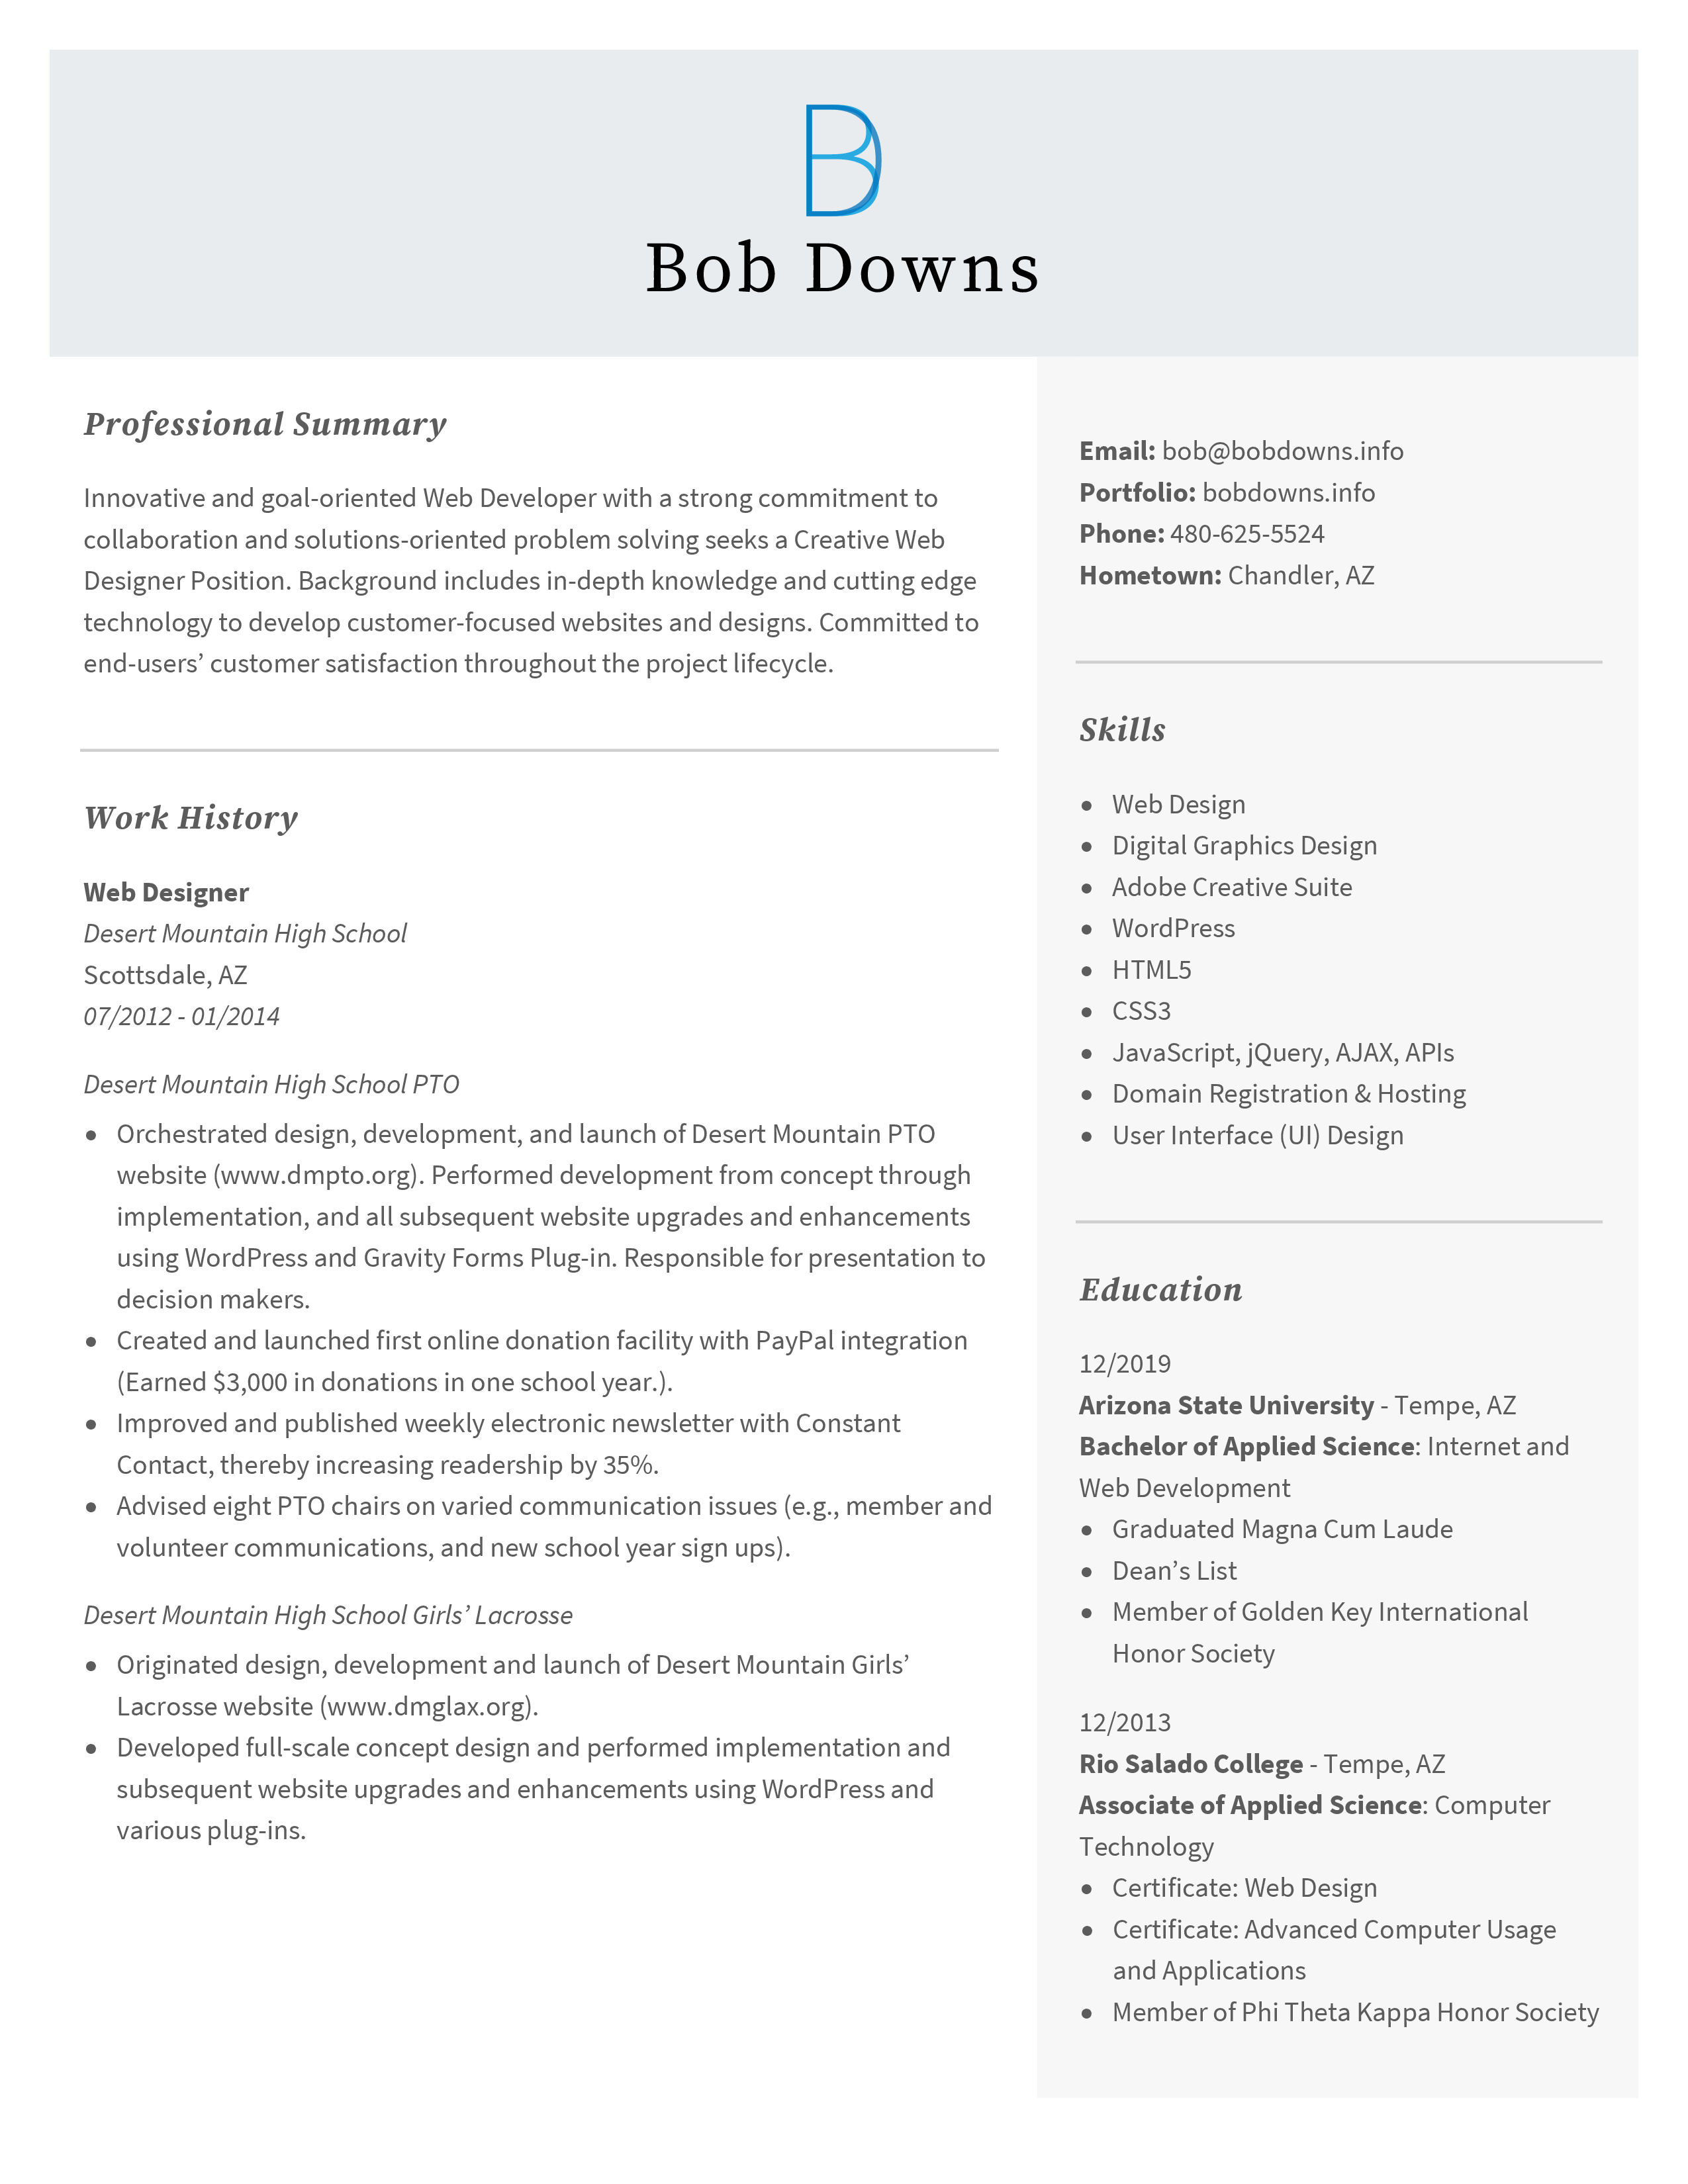 Bob Downs
Professional Summary
Innovative and goal-oriented Web Developer with a strong commitment to
collaboration and solutions-oriented problem solving seeks a Creative Web
Designer Position. Background includes in-depth knowledge and cutting edge
technology to develop customer-focused websites and designs. Committed to
end-users’ customer satisfaction throughout the project lifecycle.
Work History
Web Designer
Desert Mountain High School
Scottsdale, AZ
07/2012 - 01/2014
Desert Mountain High School PTO
• Orchestrated design, development, and launch of Desert Mountain PTO
website (www.dmpto.org). Performed development from concept through
implementation, and all subsequent website upgrades and enhancements
using WordPress and Gravity Forms Plug-in. Responsible for presentation to
decision makers.
• Created and launched first online donation facility with PayPal integration
(Earned $3,000 in donations in one school year.).
• Improved and published weekly electronic newsletter with Constant
Contact, thereby increasing readership by 35%.
• Advised eight PTO chairs on varied communication issues (e.g., member and
volunteer communications, and new school year sign ups).
Desert Mountain High School Girls’ Lacrosse
• Originated design, development and launch of Desert Mountain Girls’
Lacrosse website (www.dmglax.org).
• Developed full-scale concept design and performed implementation and
subsequent website upgrades and enhancements using WordPress and
various plug-ins.
Email: bob@bobdowns.info
Portfolio: bobdowns.info
Phone: 480-625-5524
Hometown: Chandler, AZ
Skills
• Web Design
• Digital Graphics Design
• Adobe Creative Suite
• WordPress
• HTML5
• CSS3
• JavaScript, jQuery, AJAX, APIs
• Domain Registration & Hosting
• User Interface (UI) Design
Education
12/2019
Arizona State University - Tempe, AZ
Bachelor of Applied Science: Internet and
Web Development
• Graduated Magna Cum Laude
• Dean’s List
• Member of Golden Key International
Honor Society
12/2013
Rio Salado College - Tempe, AZ
Associate of Applied Science: Computer
Technology
• Certificate: Web Design
• Certificate: Advanced Computer Usage
and Applications
• Member of Phi Theta Kappa Honor Society